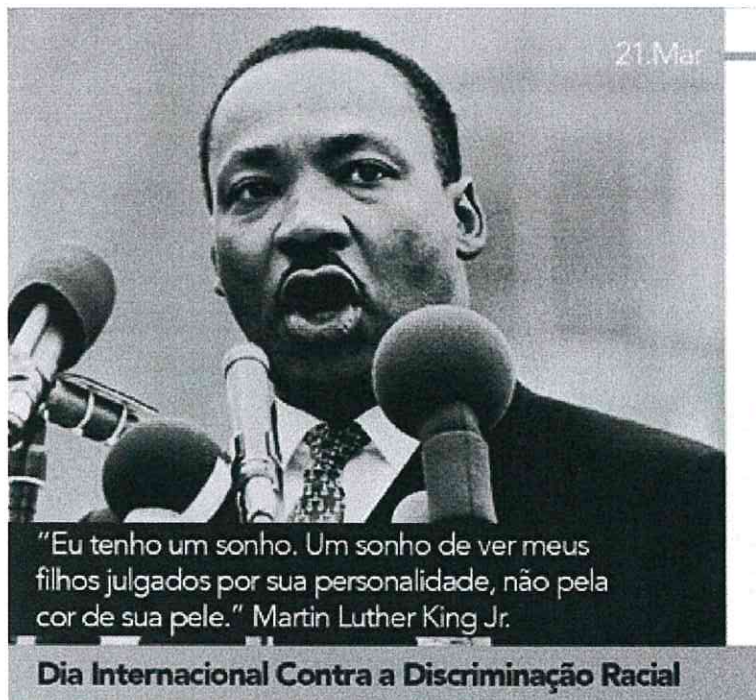 21.Mar
"Eu tenho um sonho. Um sonho de ver meus
filhos julgados por sua personalidade, não pela
cor de sua pele." Martin Luther King Jr.
Dia Internacional Contra a Discriminação Racial